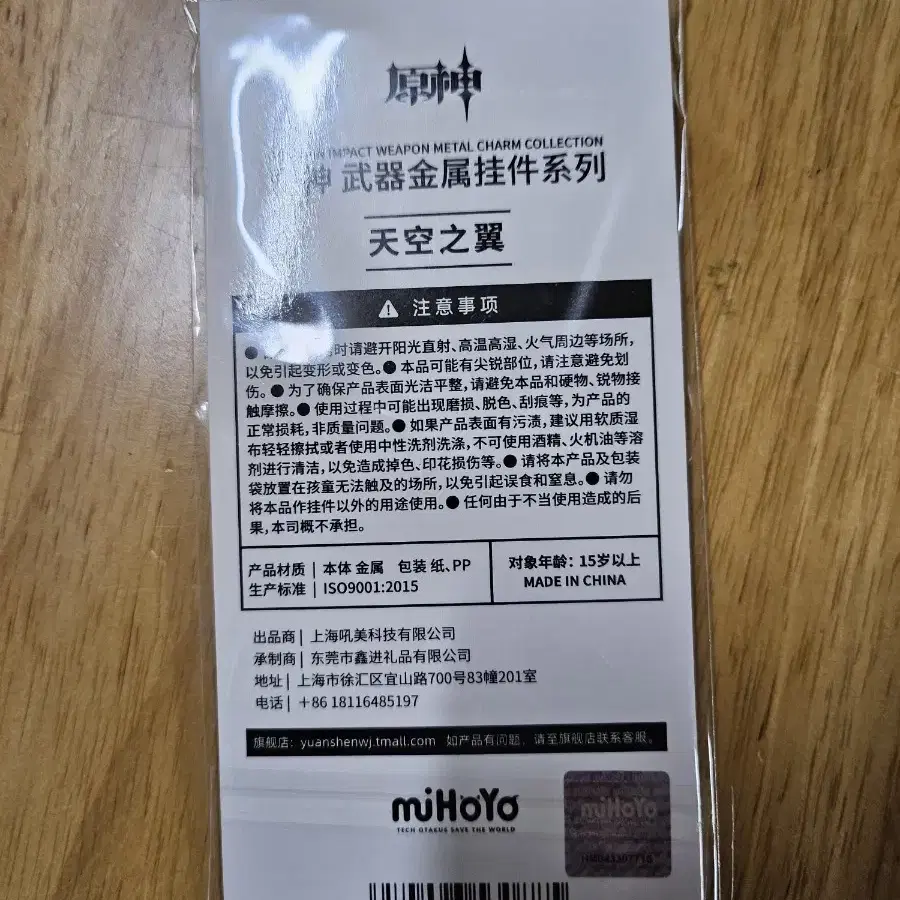 原神
IMPACT WEAPON METAL CHARM COLLECTION
神 武器金属挂件系列
天空之翼
注意事项
时请避开阳光直射、高温高湿、火气周边等场所,
以免引起变形或变色。● 本品可能有尖锐部位,请注意避免划
伤。● 为了确保产品表面光洁平整,请避免本品和硬物、锐物接
触摩擦。● 使用过程中可能出现磨损、脱色、刮痕等,为产品的
正常损耗,非质量问题。● 如果产品表面有污渍,建议用软质湿
布轻轻擦拭或者使用中性洗剂洗涤,不可使用酒精、火机油等溶
剂进行清洁,以免造成掉色、印花损伤等。● 请将本产品及包装
袋放置在孩童无法触及的场所,以免引起误食和窒息。● 请勿
将本品作挂件以外的用途使用。● 任何由于不当使用造成的后
果,本司概不承担。
产品材质 | 本体 金属 包装 纸、PP
生产标准 | ISO9001:2015
对象年龄：15岁以上
MADE IN CHINA
出品商 | 上海吼美科技有限公司
承制商 | 东莞市鑫进礼品有限公司
地址 | 上海市徐汇区宜山路700号83幢201室
电话 | +86 18116485197
旗舰店：yuanshenwj.tmall.com 如产品有问题，请至旗舰店联系客服。
miHoYo
TECH OTAKUS SAVE THE WORLD
miHoYo